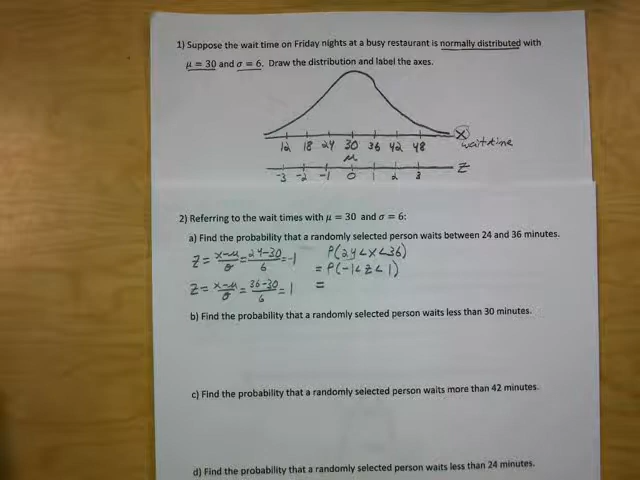 1) Suppose the wait time on Friday nights at a busy restaurant is normally distributed with
μ = 30 and σ = 6. Draw the distribution and label the axes.
12 18 24 30 36 42 48 X
μ wait time
-3 -2 -1 0 1 2 3 Z
2) Referring to the wait times with μ = 30 and σ = 6:
a) Find the probability that a randomly selected person waits between 24 and 36 minutes.
Z = x-μ/σ = 24-30/6 = -1 P(24<x<36)
= P(-1<z<1)
Z = x-μ/σ = 36-30/6 = 1 =
b) Find the probability that a randomly selected person waits less than 30 minutes.
c) Find the probability that a randomly selected person waits more than 42 minutes.
d) Find the probability that a randomly selected person waits less than 24 minutes.